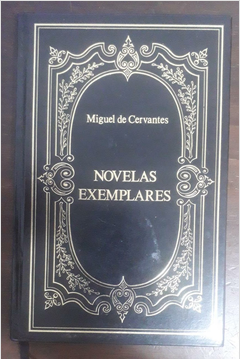 Miguel de Cervantes
NOVELAS
EXEMPLARES